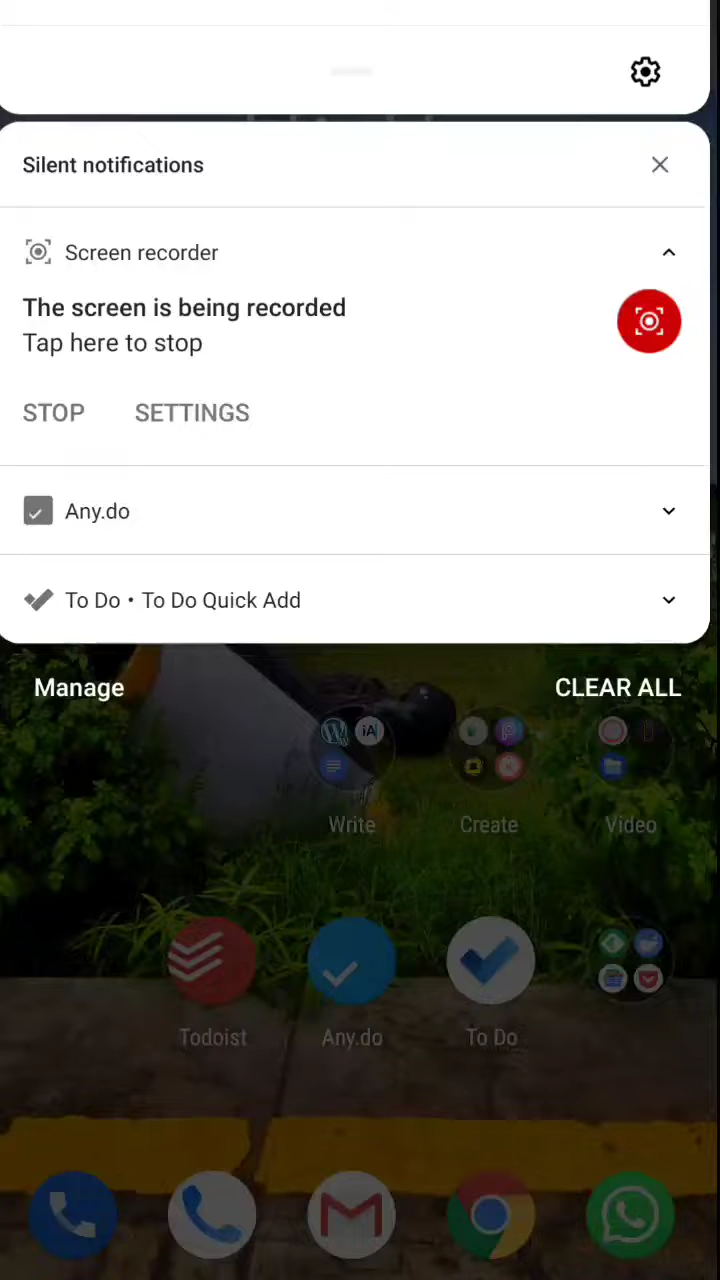 Silent notifications
Screen recorder
The screen is being recorded
Tap here to stop
STOP SETTINGS
Any.do
To Do • To Do Quick Add
Manage CLEAR ALL
iA
Write Create Video
Todoist Any.do To Do